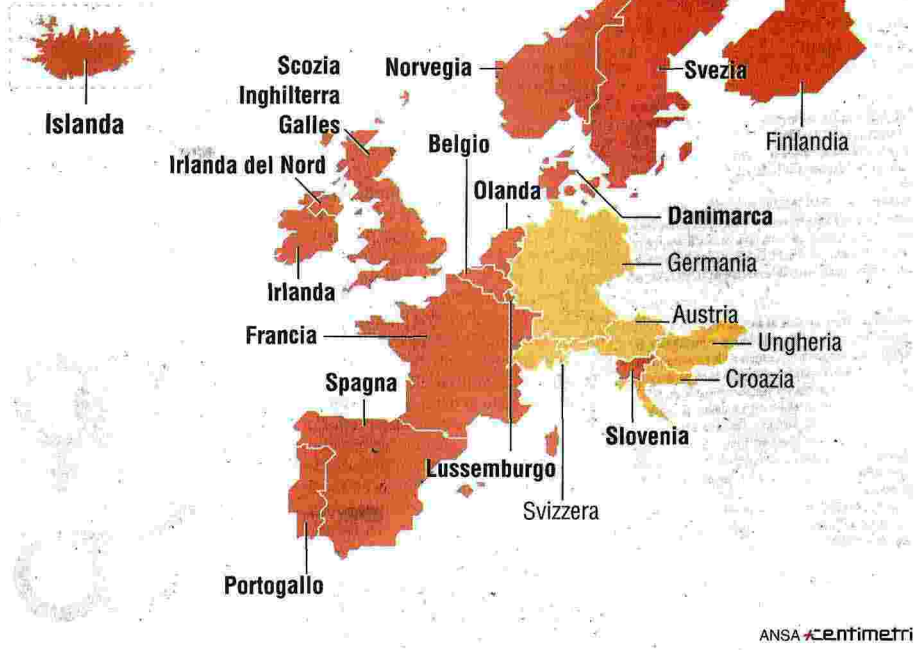 Islanda
Scozia
Inghilterra
Galles
Irlanda del Nord
Irlanda
Norvegia
Svezia
Finlandia
Belgio
Olanda
Danimarca
Germania
Austria
Ungheria
Croazia
Francia
Spagna
Slovenia
Lussemburgo
Svizzera
Portogallo
ANSA centimetri